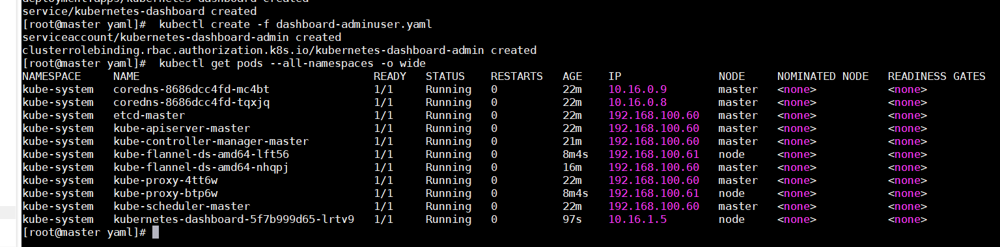 deployment.apps/kubernetes-dashboard created
service/kubernetes-dashboard created
[root@master yaml]#  kubectl create -f dashboard-adminuser.yaml
serviceaccount/kubernetes-dashboard-admin created
clusterrolebinding.rbac.authorization.k8s.io/kubernetes-dashboard-admin created
[root@master yaml]#  kubectl get pods --all-namespaces -o wide
NAMESPACE     NAME                                    READY   STATUS    RESTARTS   AGE    IP               NODE     NOMINATED NODE   READINESS GATES
kube-system   coredns-8686dcc4fd-mc4bt                1/1     Running   0          22m    10.16.0.9        master   <none>           <none>
kube-system   coredns-8686dcc4fd-tqxjq                1/1     Running   0          22m    10.16.0.8        master   <none>           <none>
kube-system   etcd-master                             1/1     Running   0          22m    192.168.100.60   master   <none>           <none>
kube-system   kube-apiserver-master                   1/1     Running   0          22m    192.168.100.60   master   <none>           <none>
kube-system   kube-controller-manager-master          1/1     Running   0          21m    192.168.100.60   master   <none>           <none>
kube-system   kube-flannel-ds-amd64-lft56             1/1     Running   0          8m4s   192.168.100.61   node     <none>           <none>
kube-system   kube-flannel-ds-amd64-nhqpj             1/1     Running   0          16m    192.168.100.60   master   <none>           <none>
kube-system   kube-proxy-4tt6w                        1/1     Running   0          22m    192.168.100.60   master   <none>           <none>
kube-system   kube-proxy-btp6w                        1/1     Running   0          8m4s   192.168.100.61   node     <none>           <none>
kube-system   kube-scheduler-master                   1/1     Running   0          22m    192.168.100.60   master   <none>           <none>
kube-system   kubernetes-dashboard-5f7b999d65-lrtv9   1/1     Running   0          97s    10.16.1.5        node     <none>           <none>
[root@master yaml]#